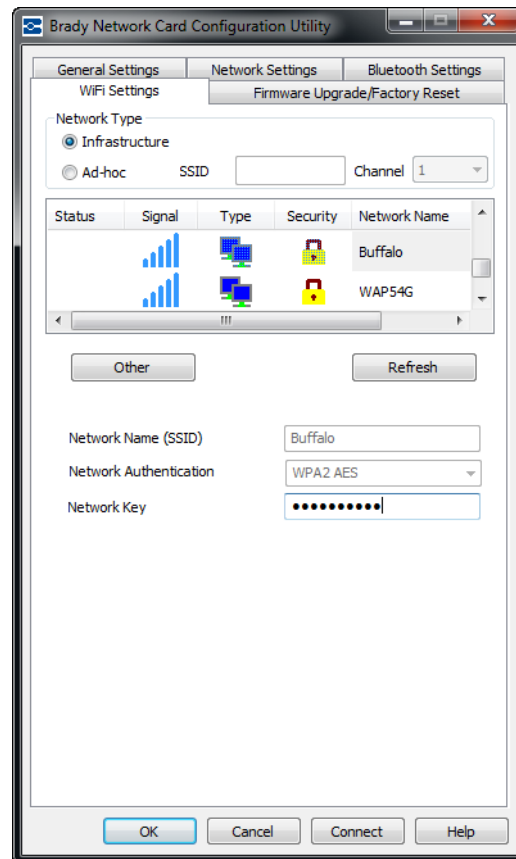 Brady Network Card Configuration Utility
General Settings Network Settings Bluetooth Settings
WiFi Settings Firmware Upgrade/Factory Reset
Network Type
Infrastructure
Ad-hoc SSID Channel 1
Status Signal Type Security Network Name
Buffalo
WAP54G
Other Refresh
Network Name (SSID) Buffalo
Network Authentication WPA2 AES
Network Key ••••••••••
OK Cancel Connect Help